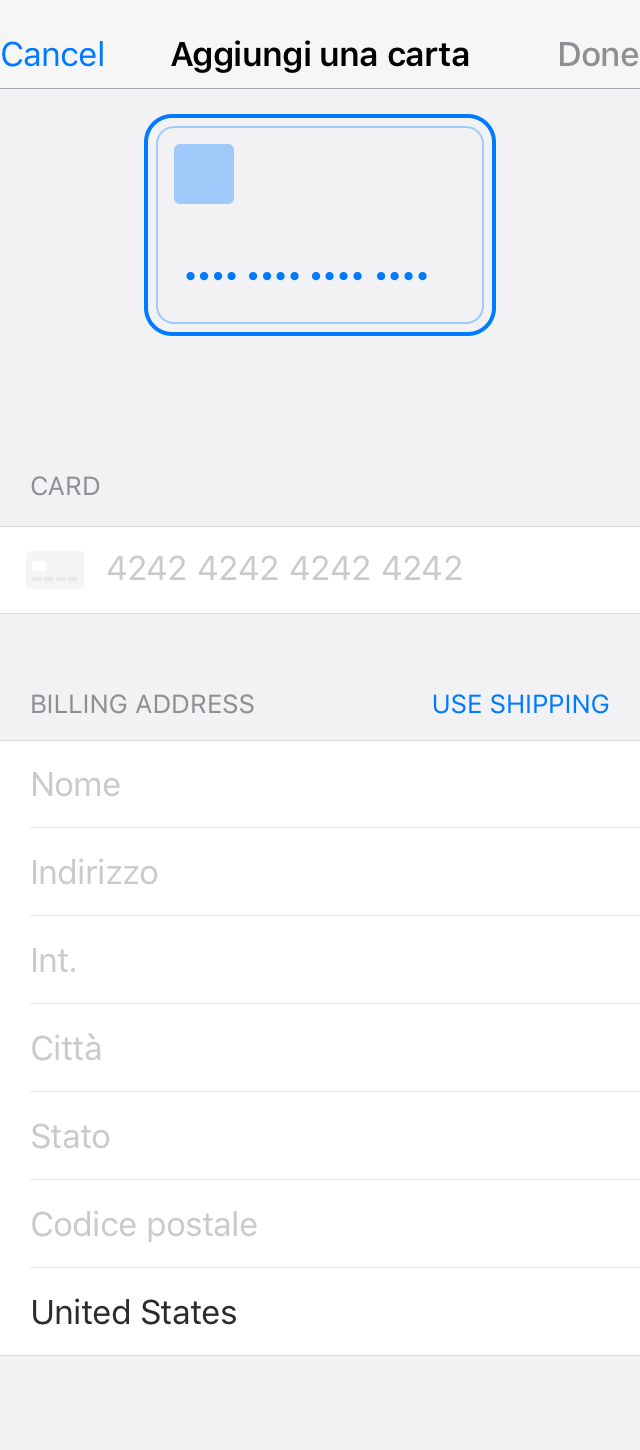 Cancel Aggiungi una carta Done
•••• •••• •••• ••••
CARD
4242 4242 4242 4242
BILLING ADDRESS USE SHIPPING
Nome
Indirizzo
Int.
Città
Stato
Codice postale
United States